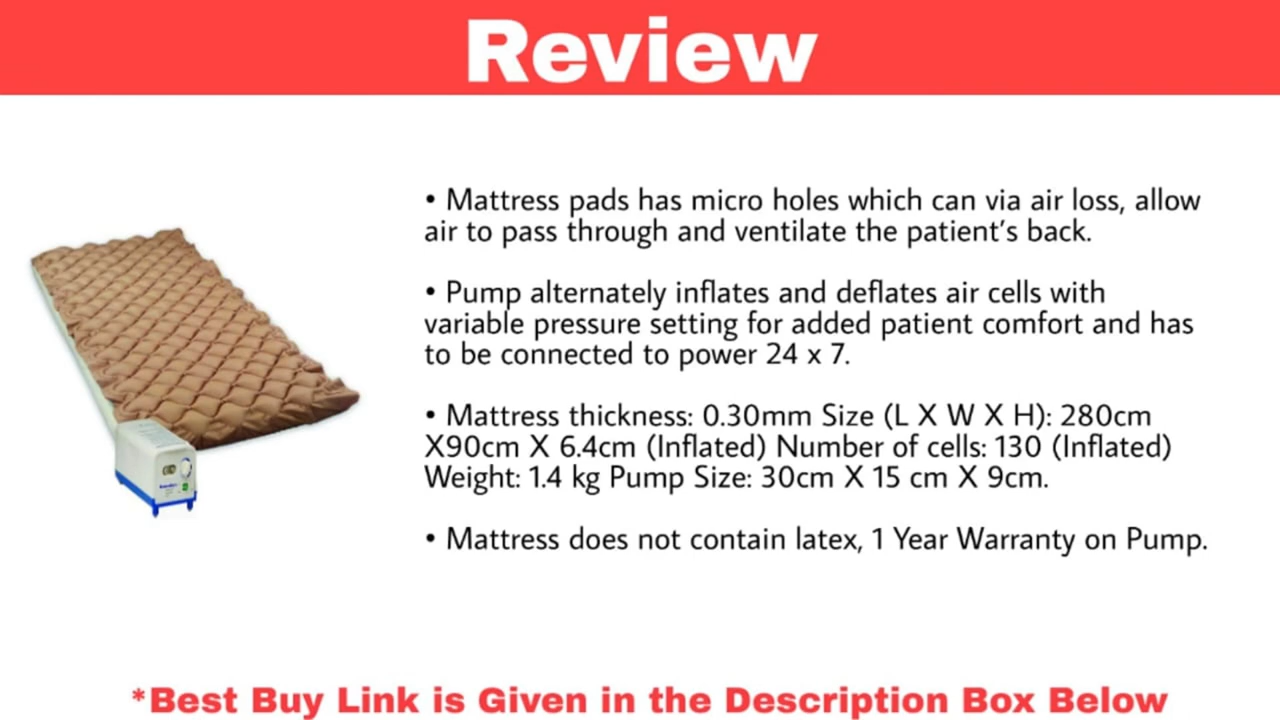 Review
• Mattress pads has micro holes which can via air loss, allow
air to pass through and ventilate the patient's back.
• Pump alternately inflates and deflates air cells with
variable pressure setting for added patient comfort and has
to be connected to power 24 x 7.
• Mattress thickness: 0.30mm Size (L X W X H): 280cm
X90cm X 6.4cm (Inflated) Number of cells: 130 (Inflated)
Weight: 1.4 kg Pump Size: 30cm X 15 cm X 9cm.
• Mattress does not contain latex, 1 Year Warranty on Pump.
*Best Buy Link is Given in the Description Box Below